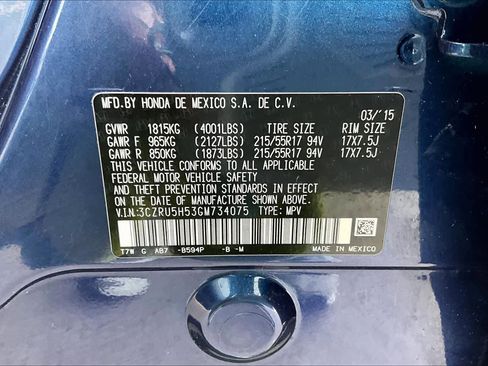 MFD.BY HONDA DE MEXICO S.A. DE C.V.
03/'15
GVWR 1815KG (4001LBS) TIRE SIZE RIM SIZE
GAWR F 965KG (2127LBS) 215/55R17 94V 17X7.5J
GAWR R 850KG (1873LBS) 215/55R17 94V 17X7.5J
THIS VEHICLE CONFORMS TO ALL APPLICABLE
FEDERAL MOTOR VEHICLE SAFETY AND
THEFT PREVENTION STANDARDS IN EFFECT ON
THE DATE OF MANUFACTURE SHOWN ABOVE.
V.I.N:3CZRU5H53GM734075 TYPE: MPV
T7W G AB7 -B594P -B -M
MADE IN MEXICO